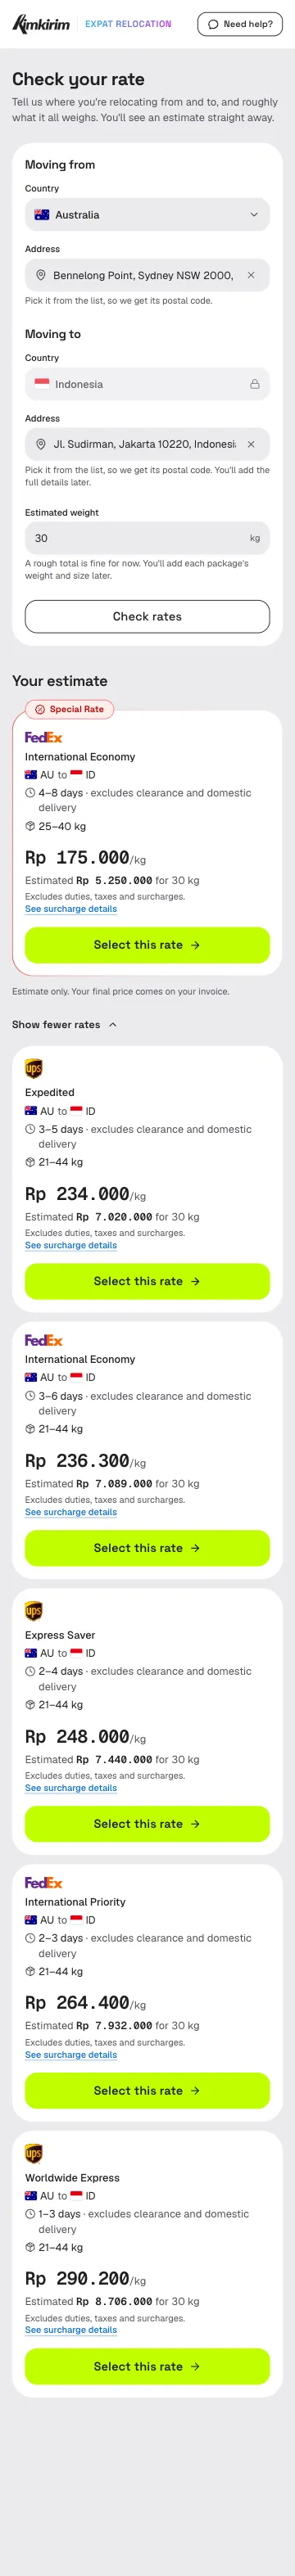 Kimkirim
EXPAT RELOCATION
Need help?
Check your rate
Tell us where you're relocating from and to, and roughly
what it all weighs. You'll see an estimate straight away.
Moving from
Country
Australia
Address
Bennelong Point, Sydney NSW 2000,
Pick it from the list, so we get its postal code.
Moving to
Country
Indonesia
Address
Jl. Sudirman, Jakarta 10220, Indonesia
Pick it from the list, so we get its postal code. You'll add the
full details later.
Estimated weight
30
kg
A rough total is fine for now. You'll add each package's
weight and size later.
Check rates
Your estimate
Special Rate
FedEx
International Economy
AU to ID
4–8 days · excludes clearance and domestic
delivery
25–40 kg
Rp 175.000/kg
Estimated Rp 5.250.000 for 30 kg
Excludes duties, taxes and surcharges.
See surcharge details
Select this rate →
Estimate only. Your final price comes on your invoice.
Show fewer rates
ups
Expedited
AU to ID
3–5 days · excludes clearance and domestic
delivery
21–44 kg
Rp 234.000/kg
Estimated Rp 7.020.000 for 30 kg
Excludes duties, taxes and surcharges.
See surcharge details
Select this rate →
FedEx
International Economy
AU to ID
3–6 days · excludes clearance and domestic
delivery
21–44 kg
Rp 236.300/kg
Estimated Rp 7.089.000 for 30 kg
Excludes duties, taxes and surcharges.
See surcharge details
Select this rate →
ups
Express Saver
AU to ID
2–4 days · excludes clearance and domestic
delivery
21–44 kg
Rp 248.000/kg
Estimated Rp 7.440.000 for 30 kg
Excludes duties, taxes and surcharges.
See surcharge details
Select this rate →
FedEx
International Priority
AU to ID
2–3 days · excludes clearance and domestic
delivery
21–44 kg
Rp 264.400/kg
Estimated Rp 7.932.000 for 30 kg
Excludes duties, taxes and surcharges.
See surcharge details
Select this rate →
ups
Worldwide Express
AU to ID
1–3 days · excludes clearance and domestic
delivery
21–44 kg
Rp 290.200/kg
Estimated Rp 8.706.000 for 30 kg
Excludes duties, taxes and surcharges.
See surcharge details
Select this rate →